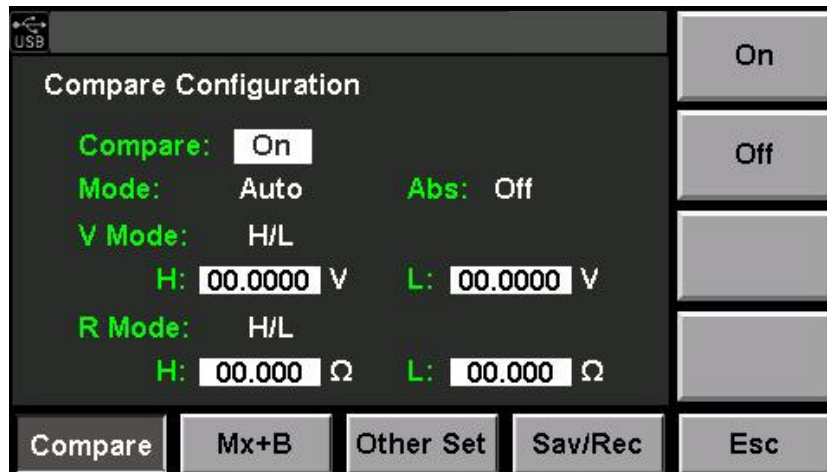 USB
Compare Configuration
Compare: On
Mode: Auto Abs: Off
V Mode: H/L
H: 00.0000 V L: 00.0000 V
R Mode: H/L
H: 00.000 Ω L: 00.000 Ω
On
Off
Compare Mx+B Other Set Sav/Rec Esc